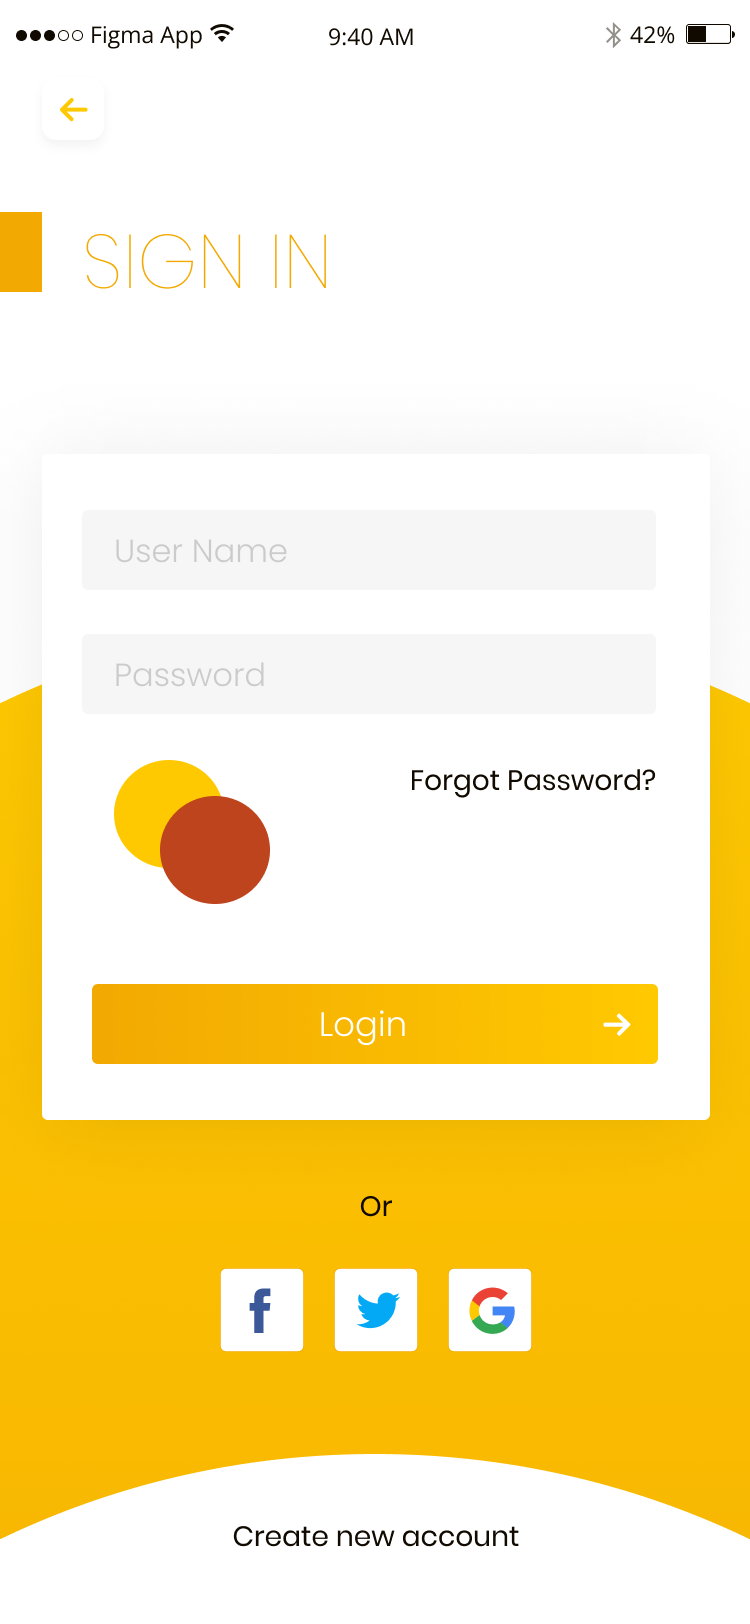 Figma App 9:40 AM 42%
SIGN IN
User Name
Password
Forgot Password?
Login
Or
Create new account